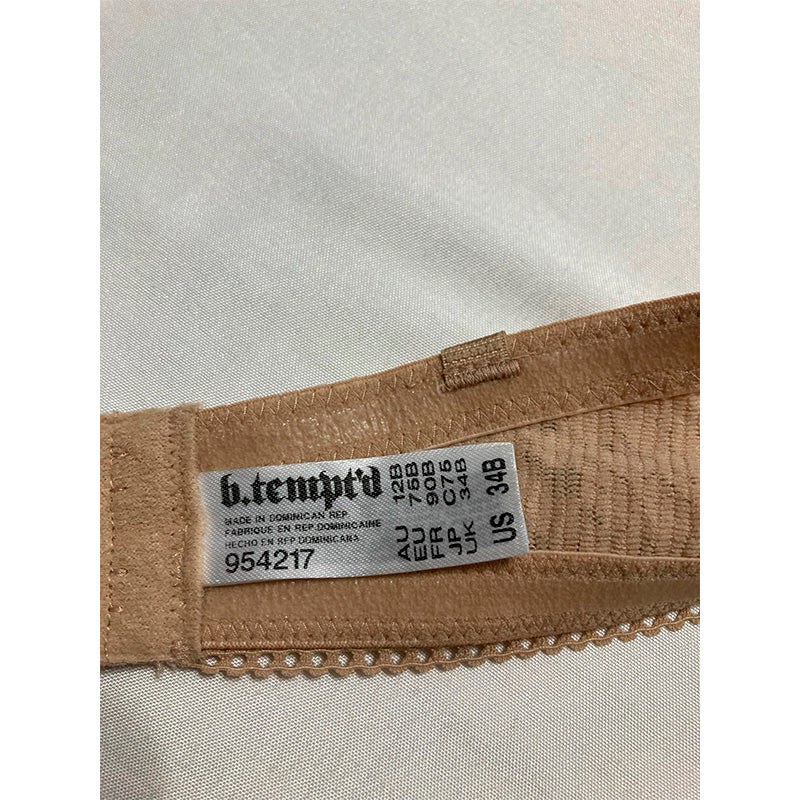 b.tempt'd
MADE IN DOMINICAN REP.
FABRIQUE EN REP.DOMINICAINE
HECHO EN REP.DOMINICANA
954217
AU 12B
EU 75B
FR 90B
JP C75
UK 34B
US 34B